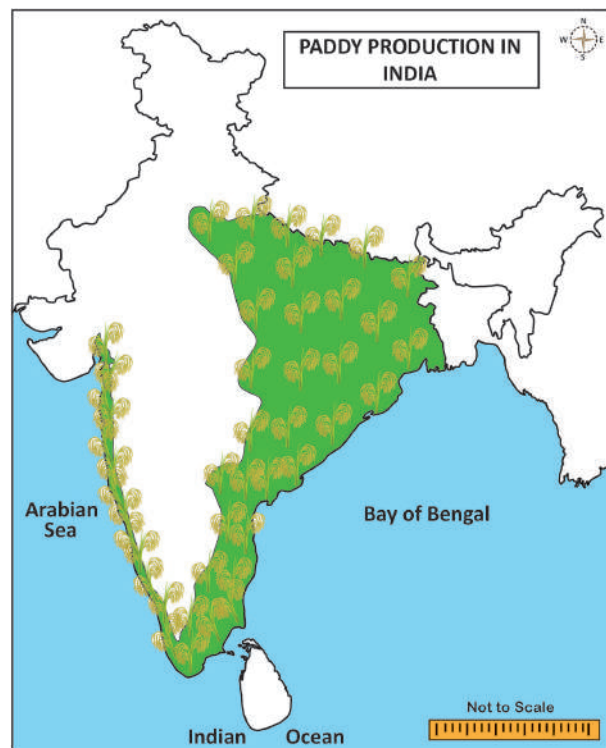 PADDY PRODUCTION IN
INDIA
N
W E
S
Arabian
Sea
Bay of Bengal
Indian Ocean
Not to Scale